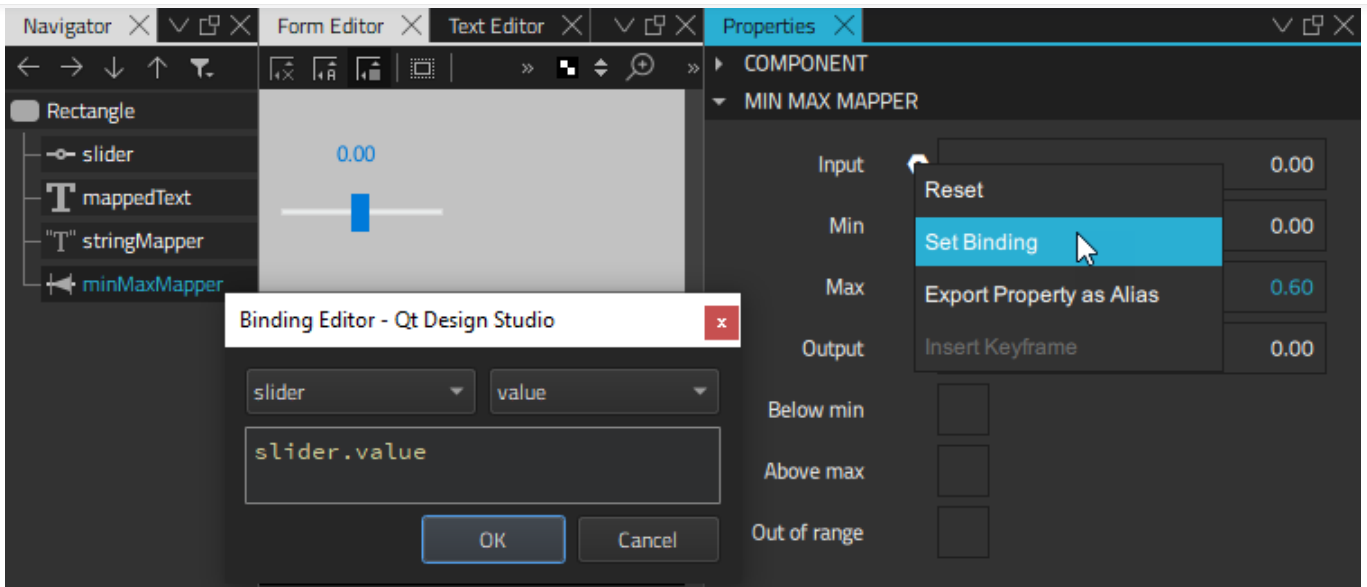 Navigator
Form Editor
Text Editor
Properties
COMPONENT
MIN MAX MAPPER
Rectangle
slider
mappedText
"T" stringMapper
minMaxMapper
0.00
Input
0.00
Min
0.00
Max
0.60
Output
0.00
Below min
Above max
Out of range
Reset
Set Binding
Export Property as Alias
Insert Keyframe
Binding Editor - Qt Design Studio
x
slider
value
slider.value
OK
Cancel